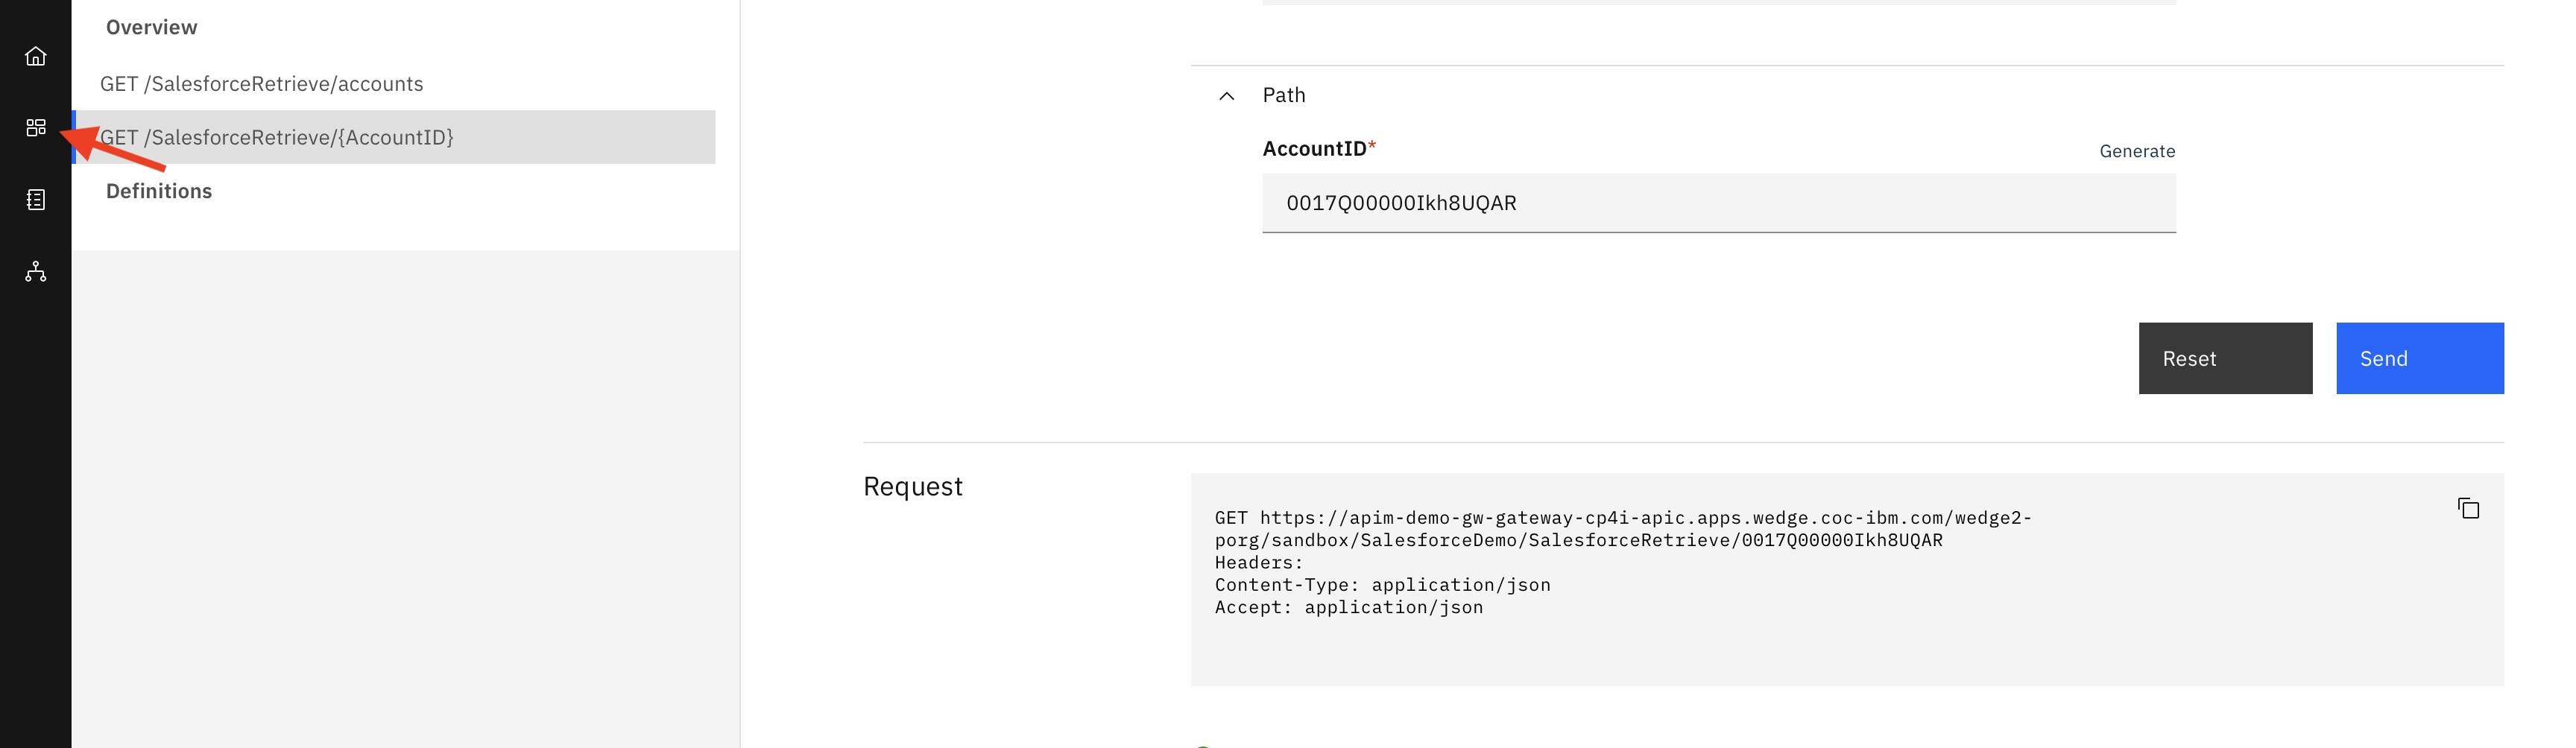 Overview
GET /SalesforceRetrieve/accounts
GET /SalesforceRetrieve/{AccountID}
Definitions
Path
AccountID*
Generate
0017Q00000Ikh8UQAR
Reset
Send
Request
GET https://apim-demo-gw-gateway-cp4i-apic.apps.wedge.coc-ibm.com/wedge2-
porg/sandbox/SalesforceDemo/SalesforceRetrieve/0017Q00000Ikh8UQAR
Headers:
Content-Type: application/json
Accept: application/json